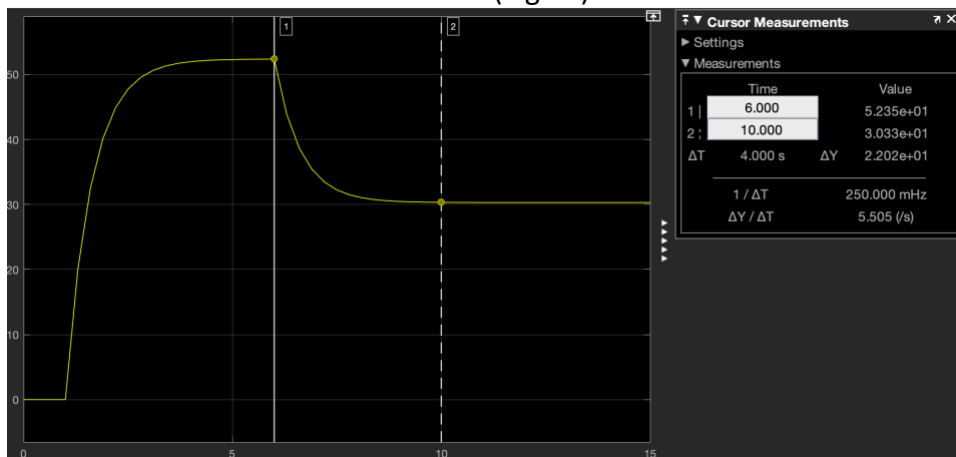 1
2
50
40
30
20
10
0
0
5
10
15
Cursor Measurements
Settings
Measurements
Time Value
1 | 6.000 5.235e+01
2 ¦ 10.000 3.033e+01
ΔT 4.000 s ΔY 2.202e+01
1 / ΔT 250.000 mHz
ΔY / ΔT 5.505 (/s)